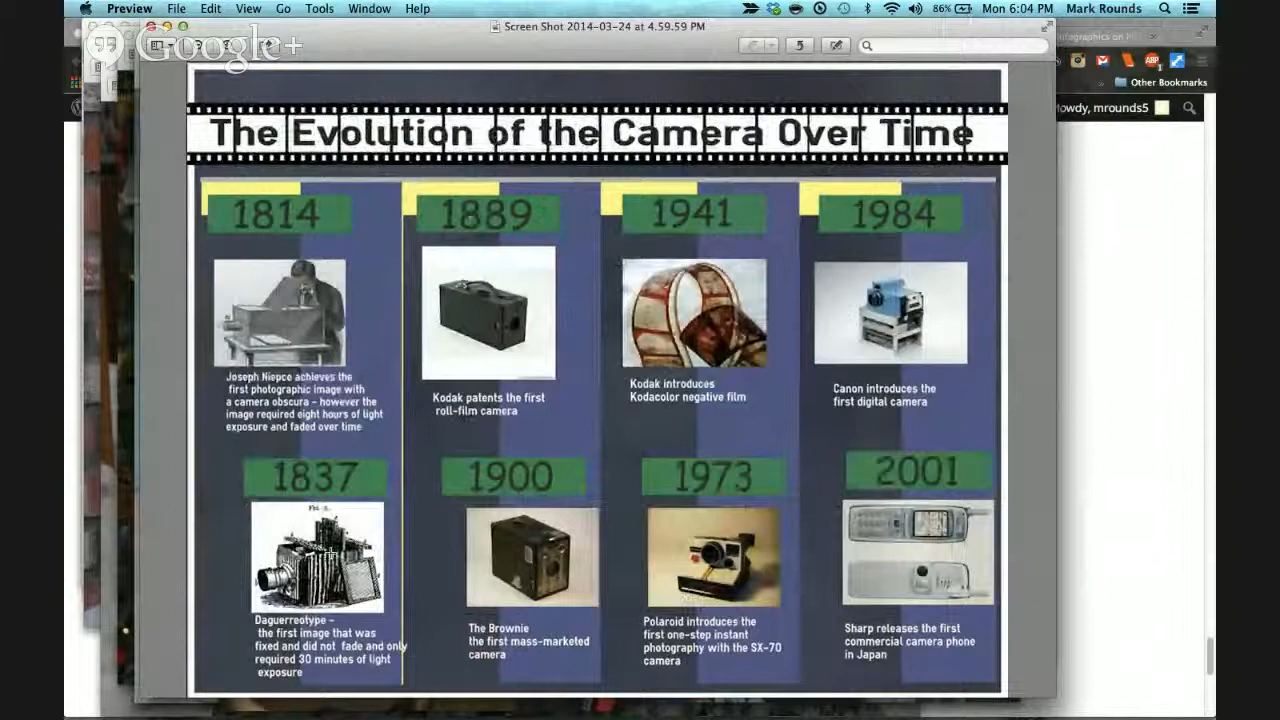 Preview File Edit View Go Tools Window Help
86% Mon 6:04 PM Mark Rounds
Screen Shot 2014-03-24 at 4.59.59 PM
Google+
5
ABP
Other Bookmarks
owdy, mrounds5
The Evolution of the Camera Over Time
1814
Joseph Niepce achieves the
first photographic image with
a camera obscura - however the
image required eight hours of light
exposure and faded over time
1837
Daguerreotype -
the first image that was
fixed and did not fade and only
required 30 minutes of light
exposure
1889
Kodak patents the first
roll-film camera
1900
The Brownie
the first mass-marketed
camera
1941
Kodak introduces
Kodacolor negative film
1973
Polaroid introduces the
first one-step instant
photography with the SX-70
camera
1984
Canon introduces the
first digital camera
2001
Sharp releases the first
commercial camera phone
in Japan